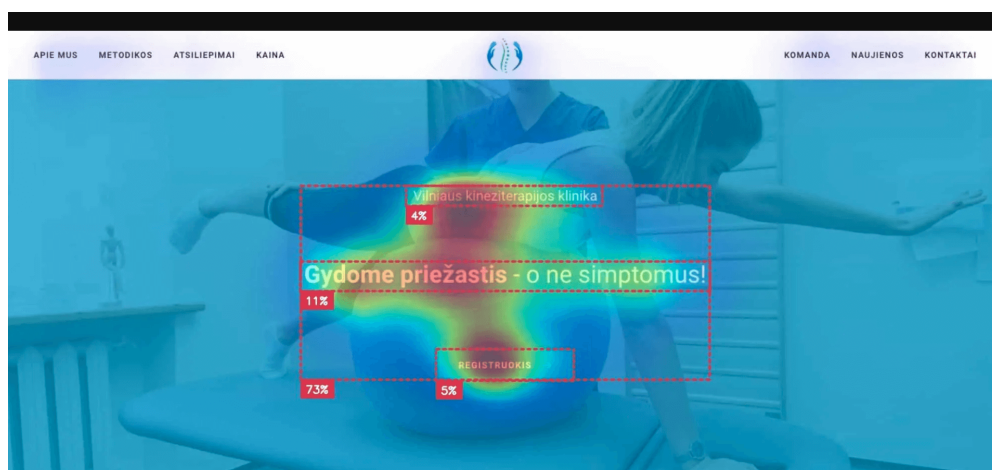 APIE MUS METODIKOS ATSILIEPIMAI KAINA KOMANDA NAUJIENOS KONTAKTAI
Vilniaus kineziterapijos klinika
4%
Gydome priežastis - o ne simptomus!
11%
REGISTRUOKIS
73% 5%